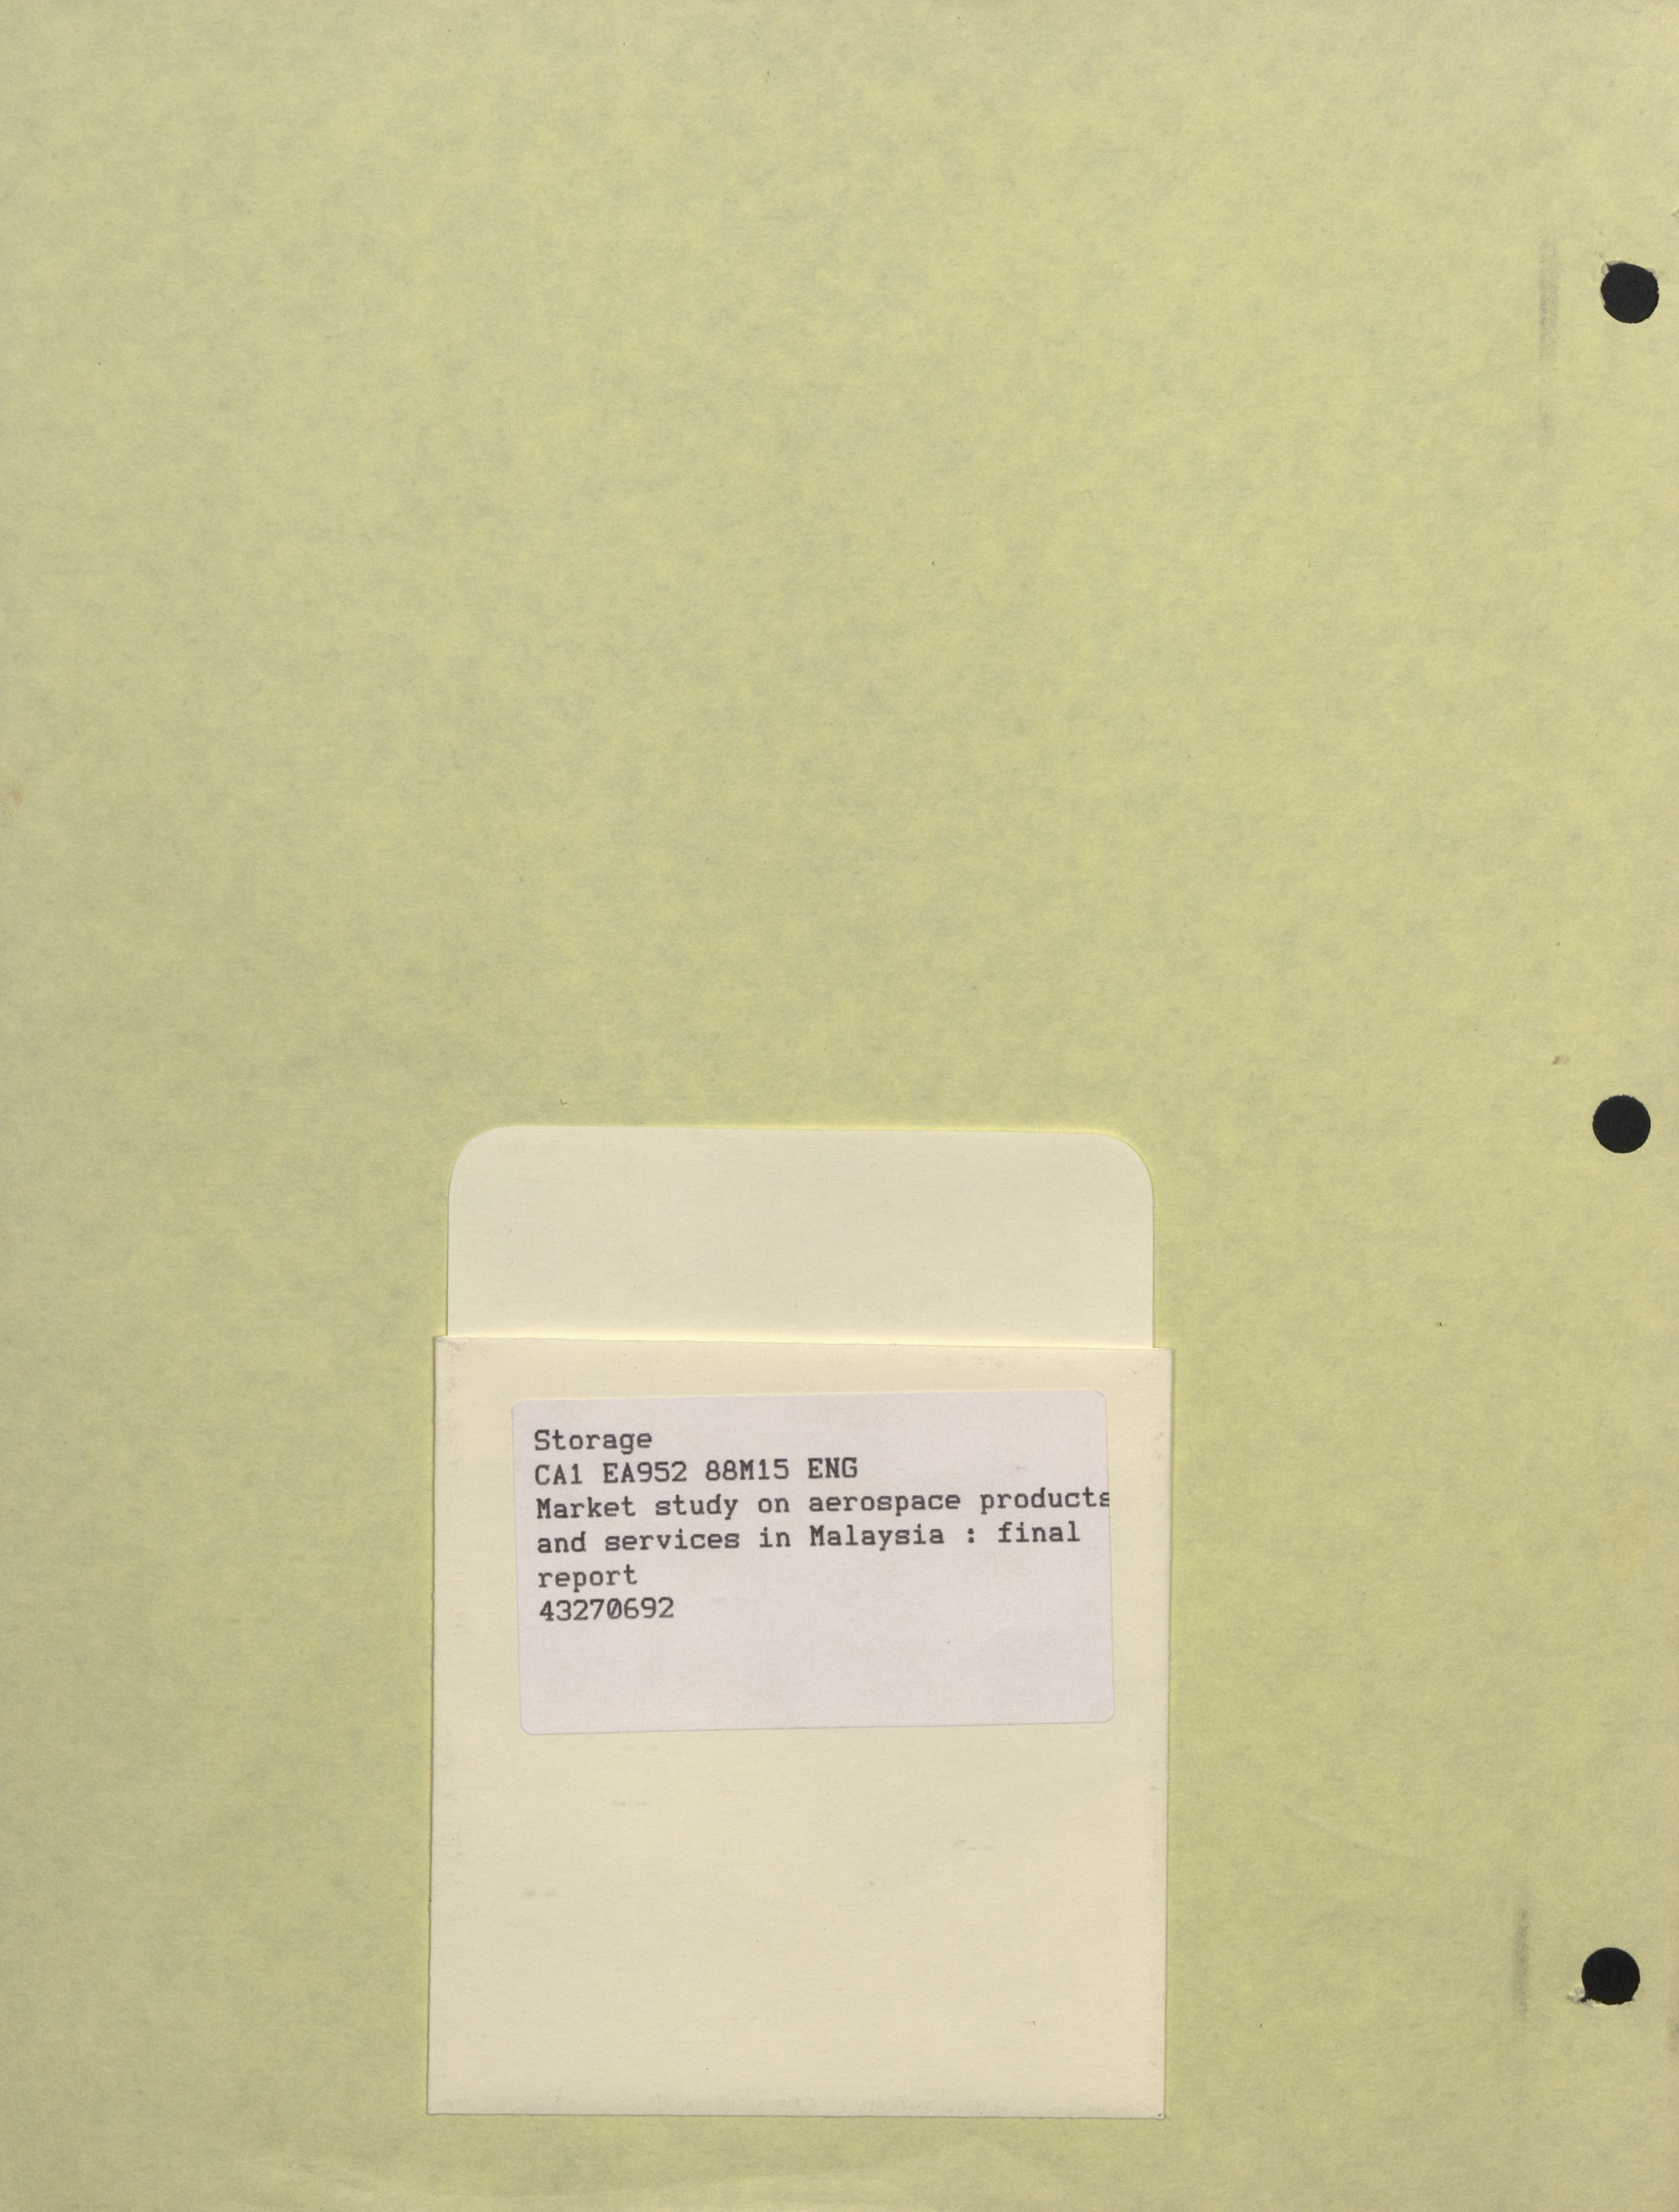 Storage
CA1 EA952 88M15 ENG
Market study on aerospace products
and services in Malaysia : final
report
43270692